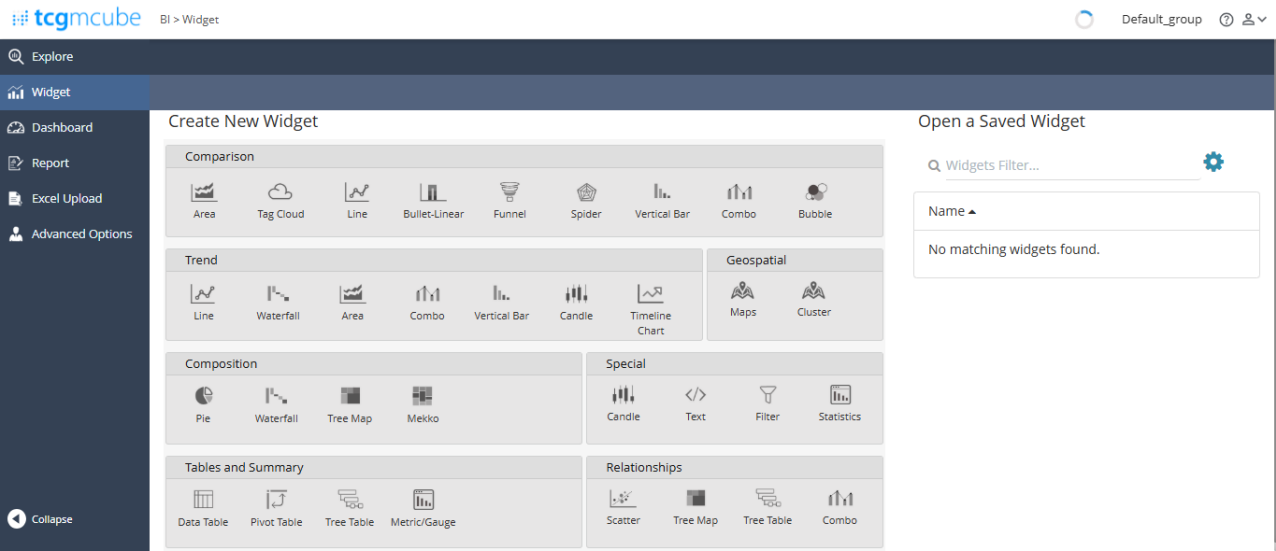 tcgmcube
BI > Widget
Default_group
Explore
Widget
Dashboard
Report
Excel Upload
Advanced Options
Collapse
Create New Widget
Comparison
Area
Tag Cloud
Line
Bullet-Linear
Funnel
Spider
Vertical Bar
Combo
Bubble
Trend
Line
Waterfall
Area
Combo
Vertical Bar
Candle
Timeline
Chart
Geospatial
Maps
Cluster
Composition
Pie
Waterfall
Tree Map
Mekko
Special
Candle
Text
Filter
Statistics
Tables and Summary
Data Table
Pivot Table
Tree Table
Metric/Gauge
Relationships
Scatter
Tree Map
Tree Table
Combo
Open a Saved Widget
Widgets Filter...
Name
No matching widgets found.